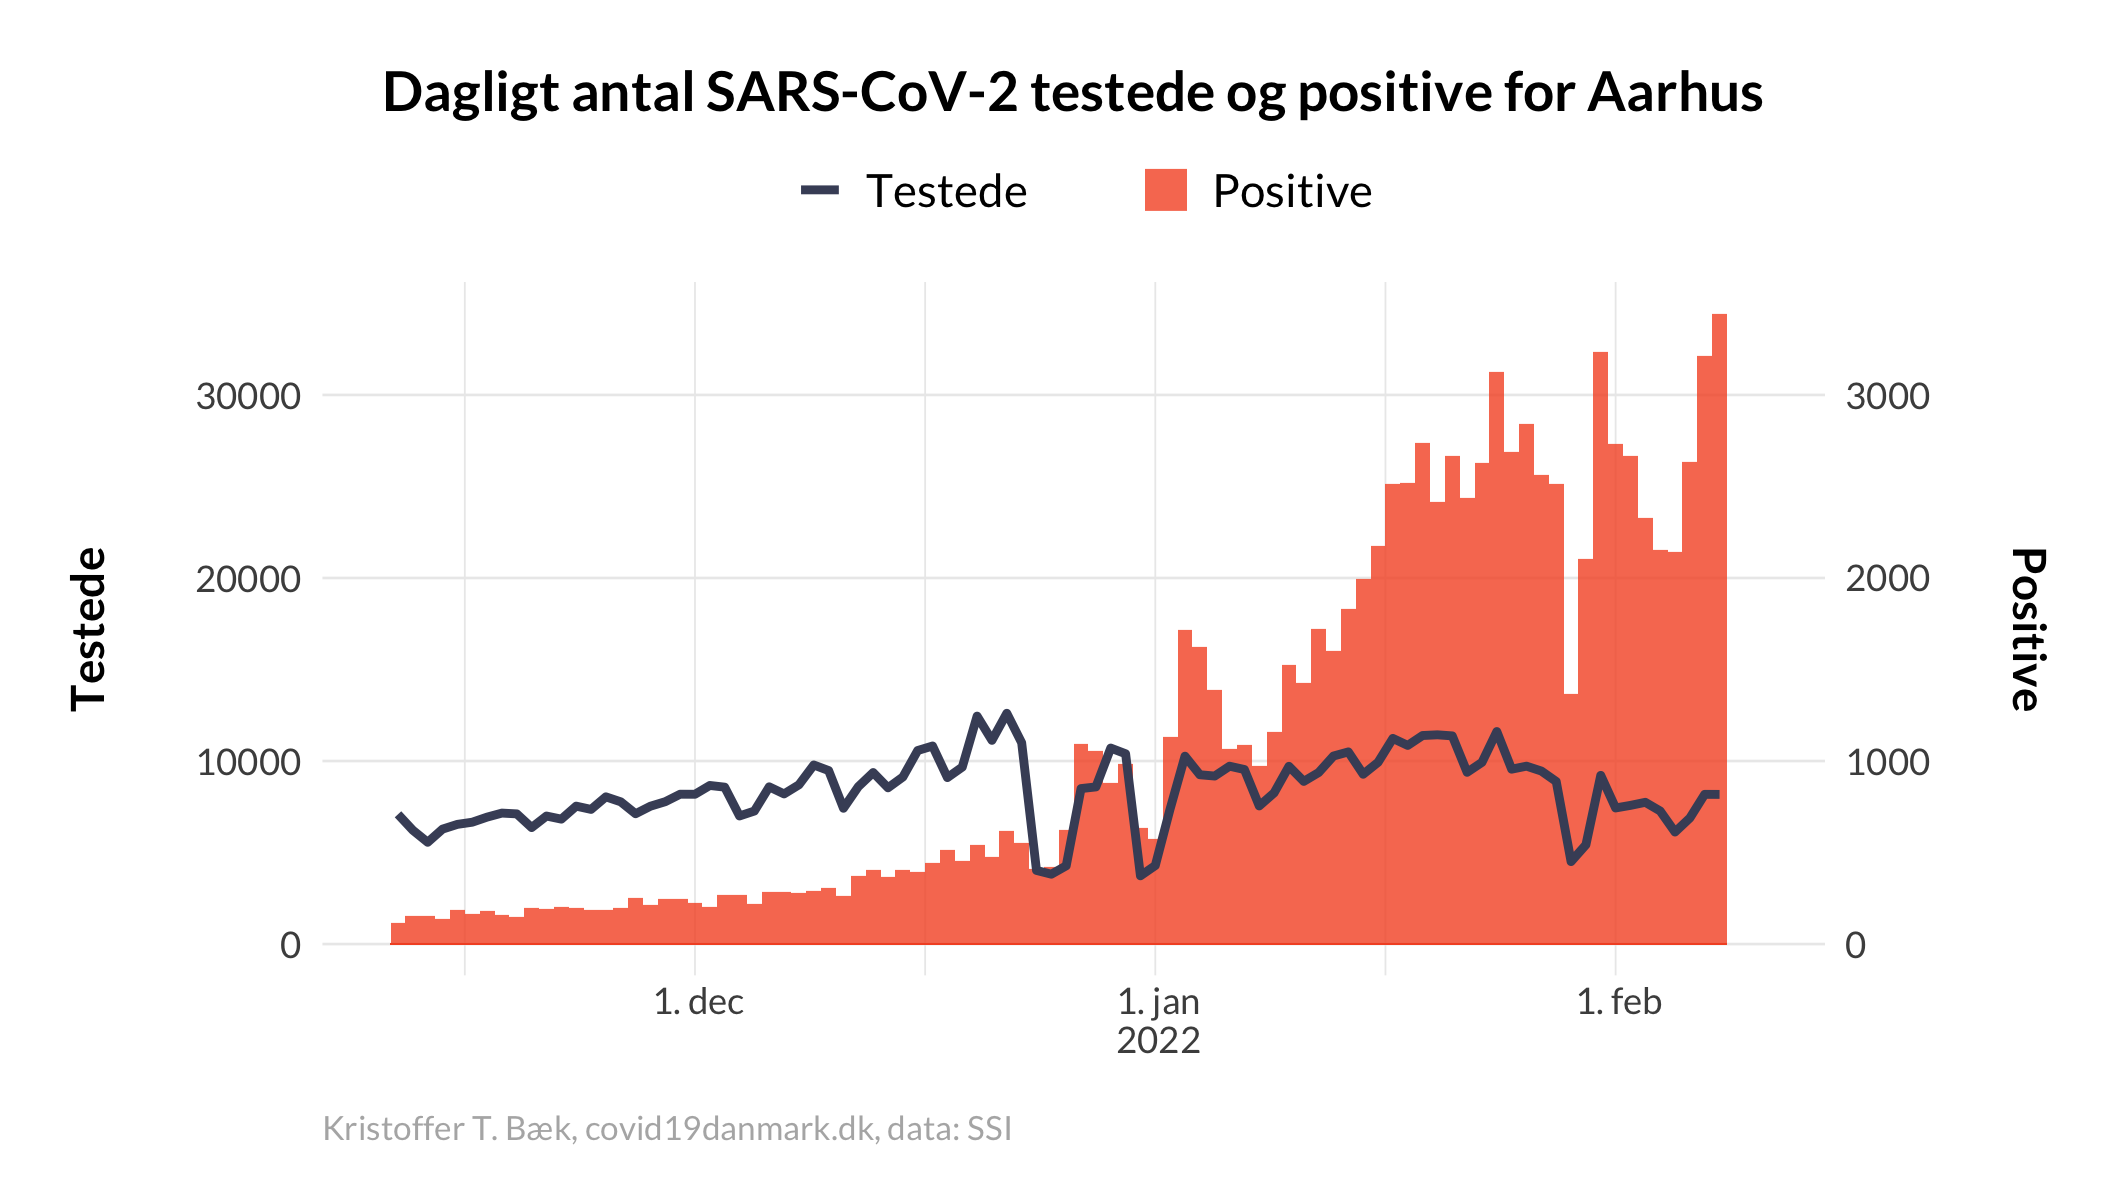 Dagligt antal SARS-CoV-2 testede og positive for Aarhus
Testede
Positive
30000
20000
10000
0
Testede
3000
2000
1000
0
Positive
1. dec
1. jan
2022
1. feb
Kristoffer T. Bæk, covid19danmark.dk, data: SSI